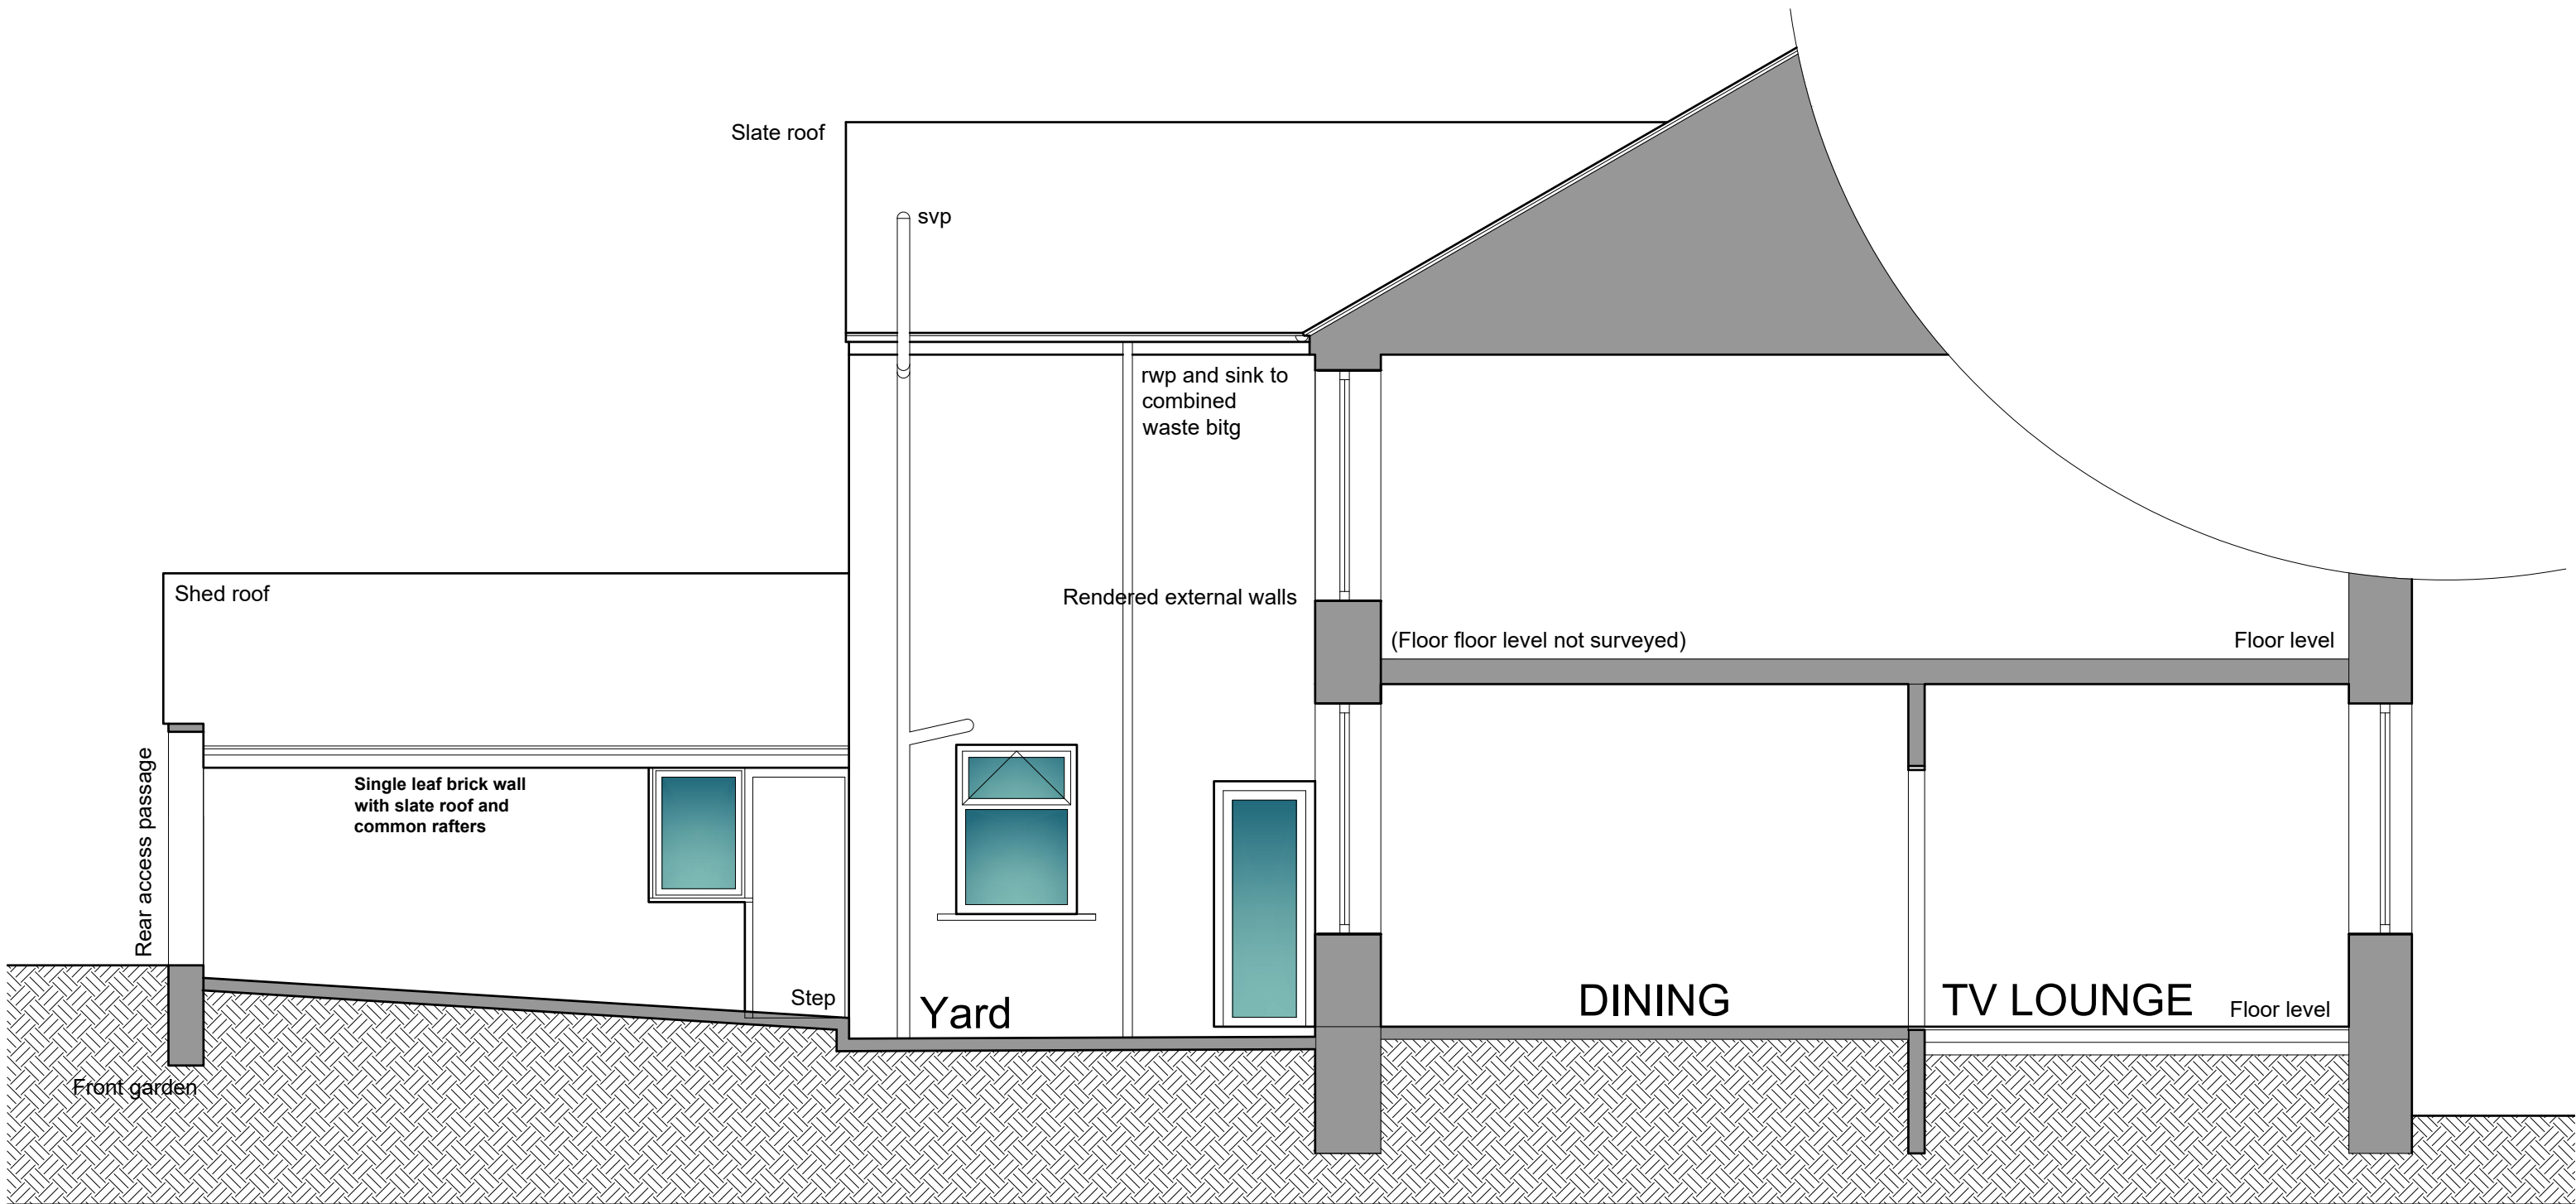 Slate roof
svp
rwp and sink to
combined
waste bitg
Shed roof
Rendered external walls
(Floor floor level not surveyed)
Floor level
Rear access passage
Single leaf brick wall
with slate roof and
common rafters
Step
Yard
DINING
TV LOUNGE
Floor level
Front garden